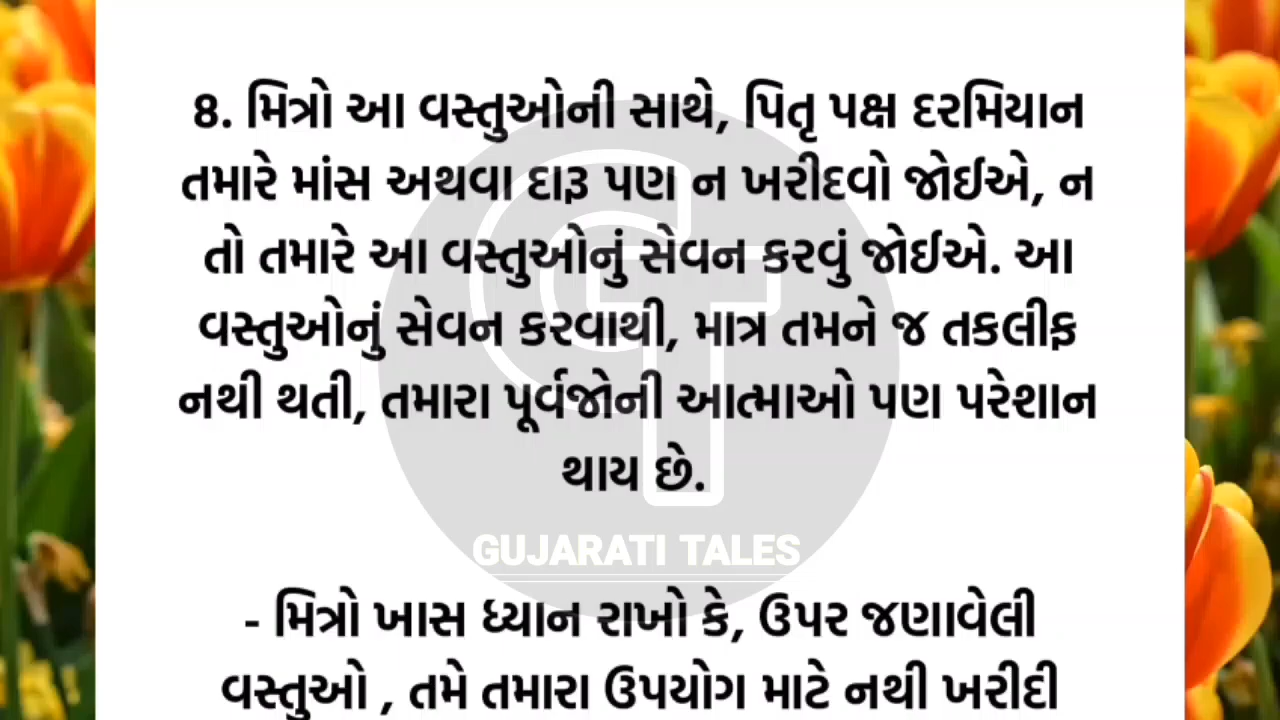 8. મિત્રો આ વસ્તુઓની સાથે, પિતૃ પક્ષ દરમિયાન
તમારે માંસ અથવા દારૂ પણ ન ખરીદવો જોઈએ, ન
તો તમારે આ વસ્તુઓનું સેવન કરવું જોઈએ. આ
વસ્તુઓનું સેવન કરવાથી, માત્ર તમને જ તકલીફ
નથી થતી, તમારા પૂર્વજોની આત્માઓ પણ પરેશાન
થાય છે.
GUJARATI TALES
- મિત્રો ખાસ ધ્યાન રાખો કે, ઉપર જણાવેલી
વસ્તુઓ , તમે તમારા ઉપયોગ માટે નથી ખરીદી